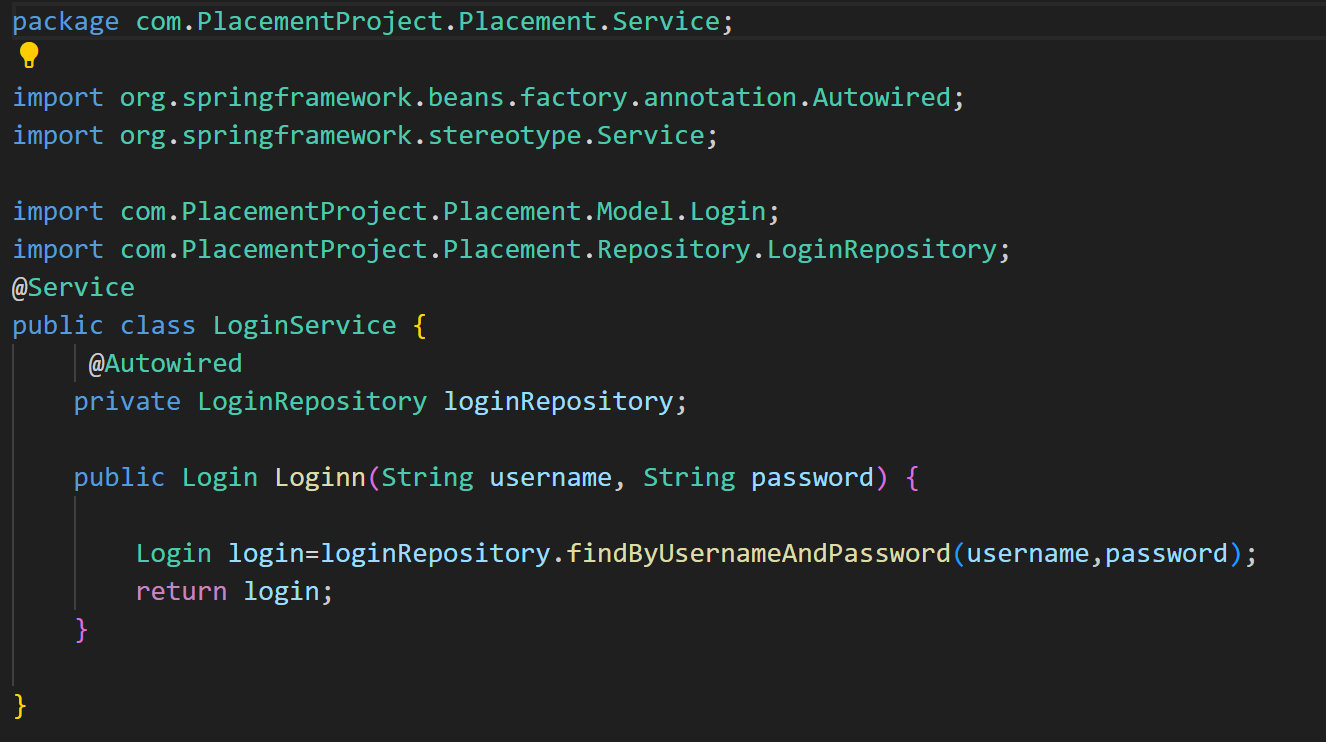 package com.PlacementProject.Placement.Service;
import org.springframework.beans.factory.annotation.Autowired;
import org.springframework.stereotype.Service;
import com.PlacementProject.Placement.Model.Login;
import com.PlacementProject.Placement.Repository.LoginRepository;
@Service
public class LoginService {
@Autowired
private LoginRepository loginRepository;
public Login Loginn(String username, String password) {
Login login=loginRepository.findByUsernameAndPassword(username,password);
return login;
}
}